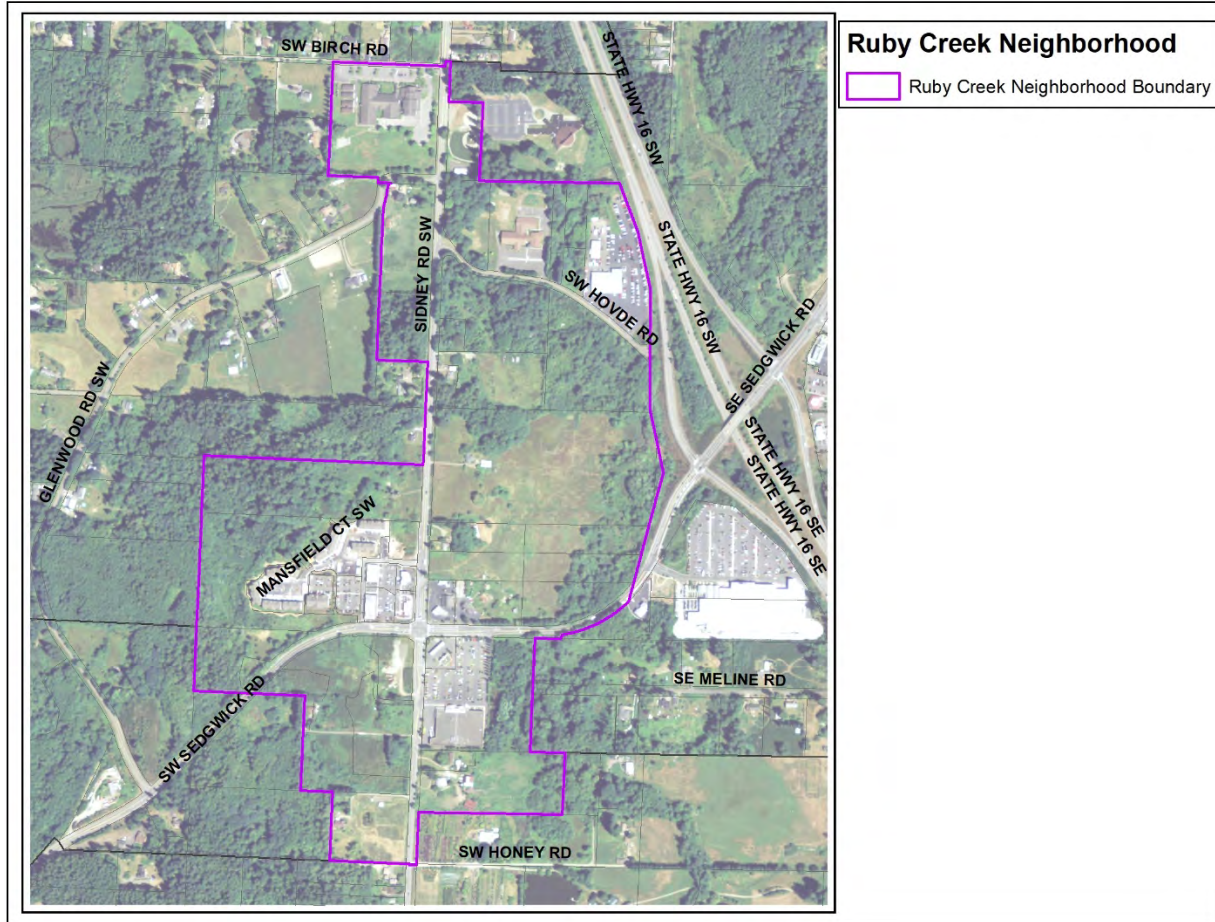 Ruby Creek Neighborhood
Ruby Creek Neighborhood Boundary
SW BIRCH RD
STATE HWY 16 SW
SIDNEY RD SW
STATE HWY 16 SW
SW HOVDE RD
SE SEDGWICK RD
GLENWOOD RD SW
STATE HWY 16 SE
STATE HWY 16 SE
MANSFIELD CT SW
SE MELINE RD
SW SEDGWICK RD
SW HONEY RD